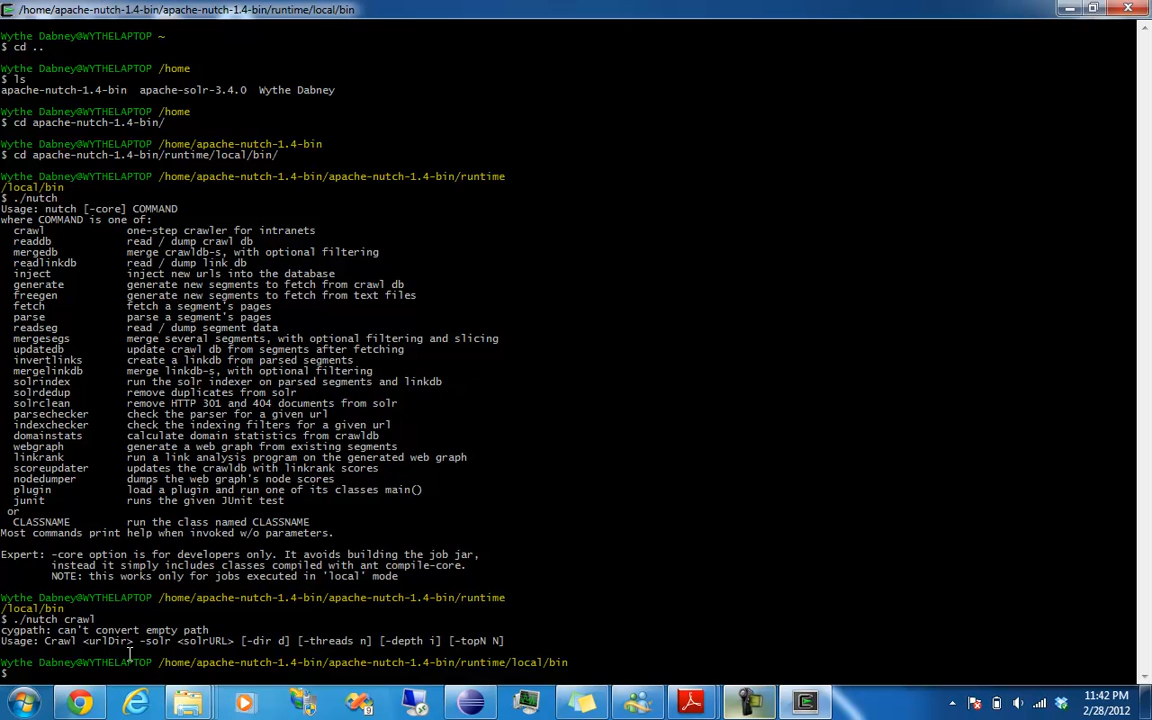 /home/apache-nutch-1.4-bin/apache-nutch-1.4-bin/runtime/local/bin
Wythe Dabney@WYTHELAPTOP ~
$ cd ..
Wythe Dabney@WYTHELAPTOP /home
$ ls
apache-nutch-1.4-bin  apache-solr-3.4.0  Wythe Dabney
Wythe Dabney@WYTHELAPTOP /home
$ cd apache-nutch-1.4-bin/
Wythe Dabney@WYTHELAPTOP /home/apache-nutch-1.4-bin
$ cd apache-nutch-1.4-bin/runtime/local/bin/
Wythe Dabney@WYTHELAPTOP /home/apache-nutch-1.4-bin/apache-nutch-1.4-bin/runtime
/local/bin
$ ./nutch
Usage: nutch [-core] COMMAND
where COMMAND is one of:
crawl             one-step crawler for intranets
readdb            read / dump crawl db
mergedb           merge crawldb-s, with optional filtering
readlinkdb        read / dump link db
inject            inject new urls into the database
generate          generate new segments to fetch from crawl db
freegen           generate new segments to fetch from text files
fetch             fetch a segment's pages
parse             parse a segment's pages
readseg           read / dump segment data
mergesegs         merge several segments, with optional filtering and slicing
updatedb          update crawl db from segments after fetching
invertlinks       create a linkdb from parsed segments
mergelinkdb       merge linkdb-s, with optional filtering
solrindex         run the solr indexer on parsed segments and linkdb
solrdedup         remove duplicates from solr
solrclean         remove HTTP 301 and 404 documents from solr
parsechecker      check the parser for a given url
indexchecker      check the indexing filters for a given url
domainstats       calculate domain statistics from crawldb
webgraph          generate a web graph from existing segments
linkrank          run a link analysis program on the generated web graph
scoreupdater      updates the crawldb with linkrank scores
nodedumper        dumps the web graph's node scores
plugin            load a plugin and run one of its classes main()
junit             runs the given JUnit test
or
CLASSNAME         run the class named CLASSNAME
Most commands print help when invoked w/o parameters.
Expert: -core option is for developers only. It avoids building the job jar,
instead it simply includes classes compiled with ant compile-core.
NOTE: this works only for jobs executed in 'local' mode
Wythe Dabney@WYTHELAPTOP /home/apache-nutch-1.4-bin/apache-nutch-1.4-bin/runtime
/local/bin
$ ./nutch crawl
cygpath: can't convert empty path
Usage: Crawl <urlDir> -solr <solrURL> [-dir d] [-threads n] [-depth i] [-topN N]
Wythe Dabney@WYTHELAPTOP /home/apache-nutch-1.4-bin/apache-nutch-1.4-bin/runtime/local/bin
$
11:42 PM
2/28/2012